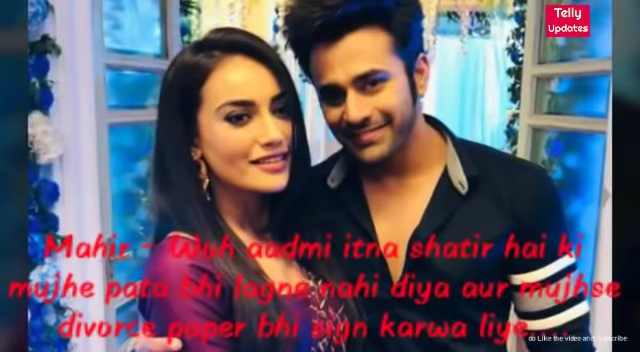 Telly
Updates
Mahir - Woh aadmi itna shatir hai ki
mujhe pata bhi lagne nahi diya aur mujhse
divorce paper bhi sign karwa liye....
do Like the video and subscribe